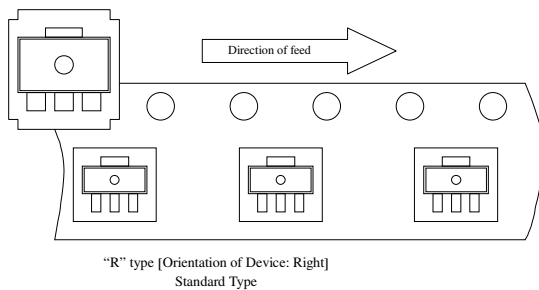 Direction of feed
“R” type [Orientation of Device: Right]
Standard Type